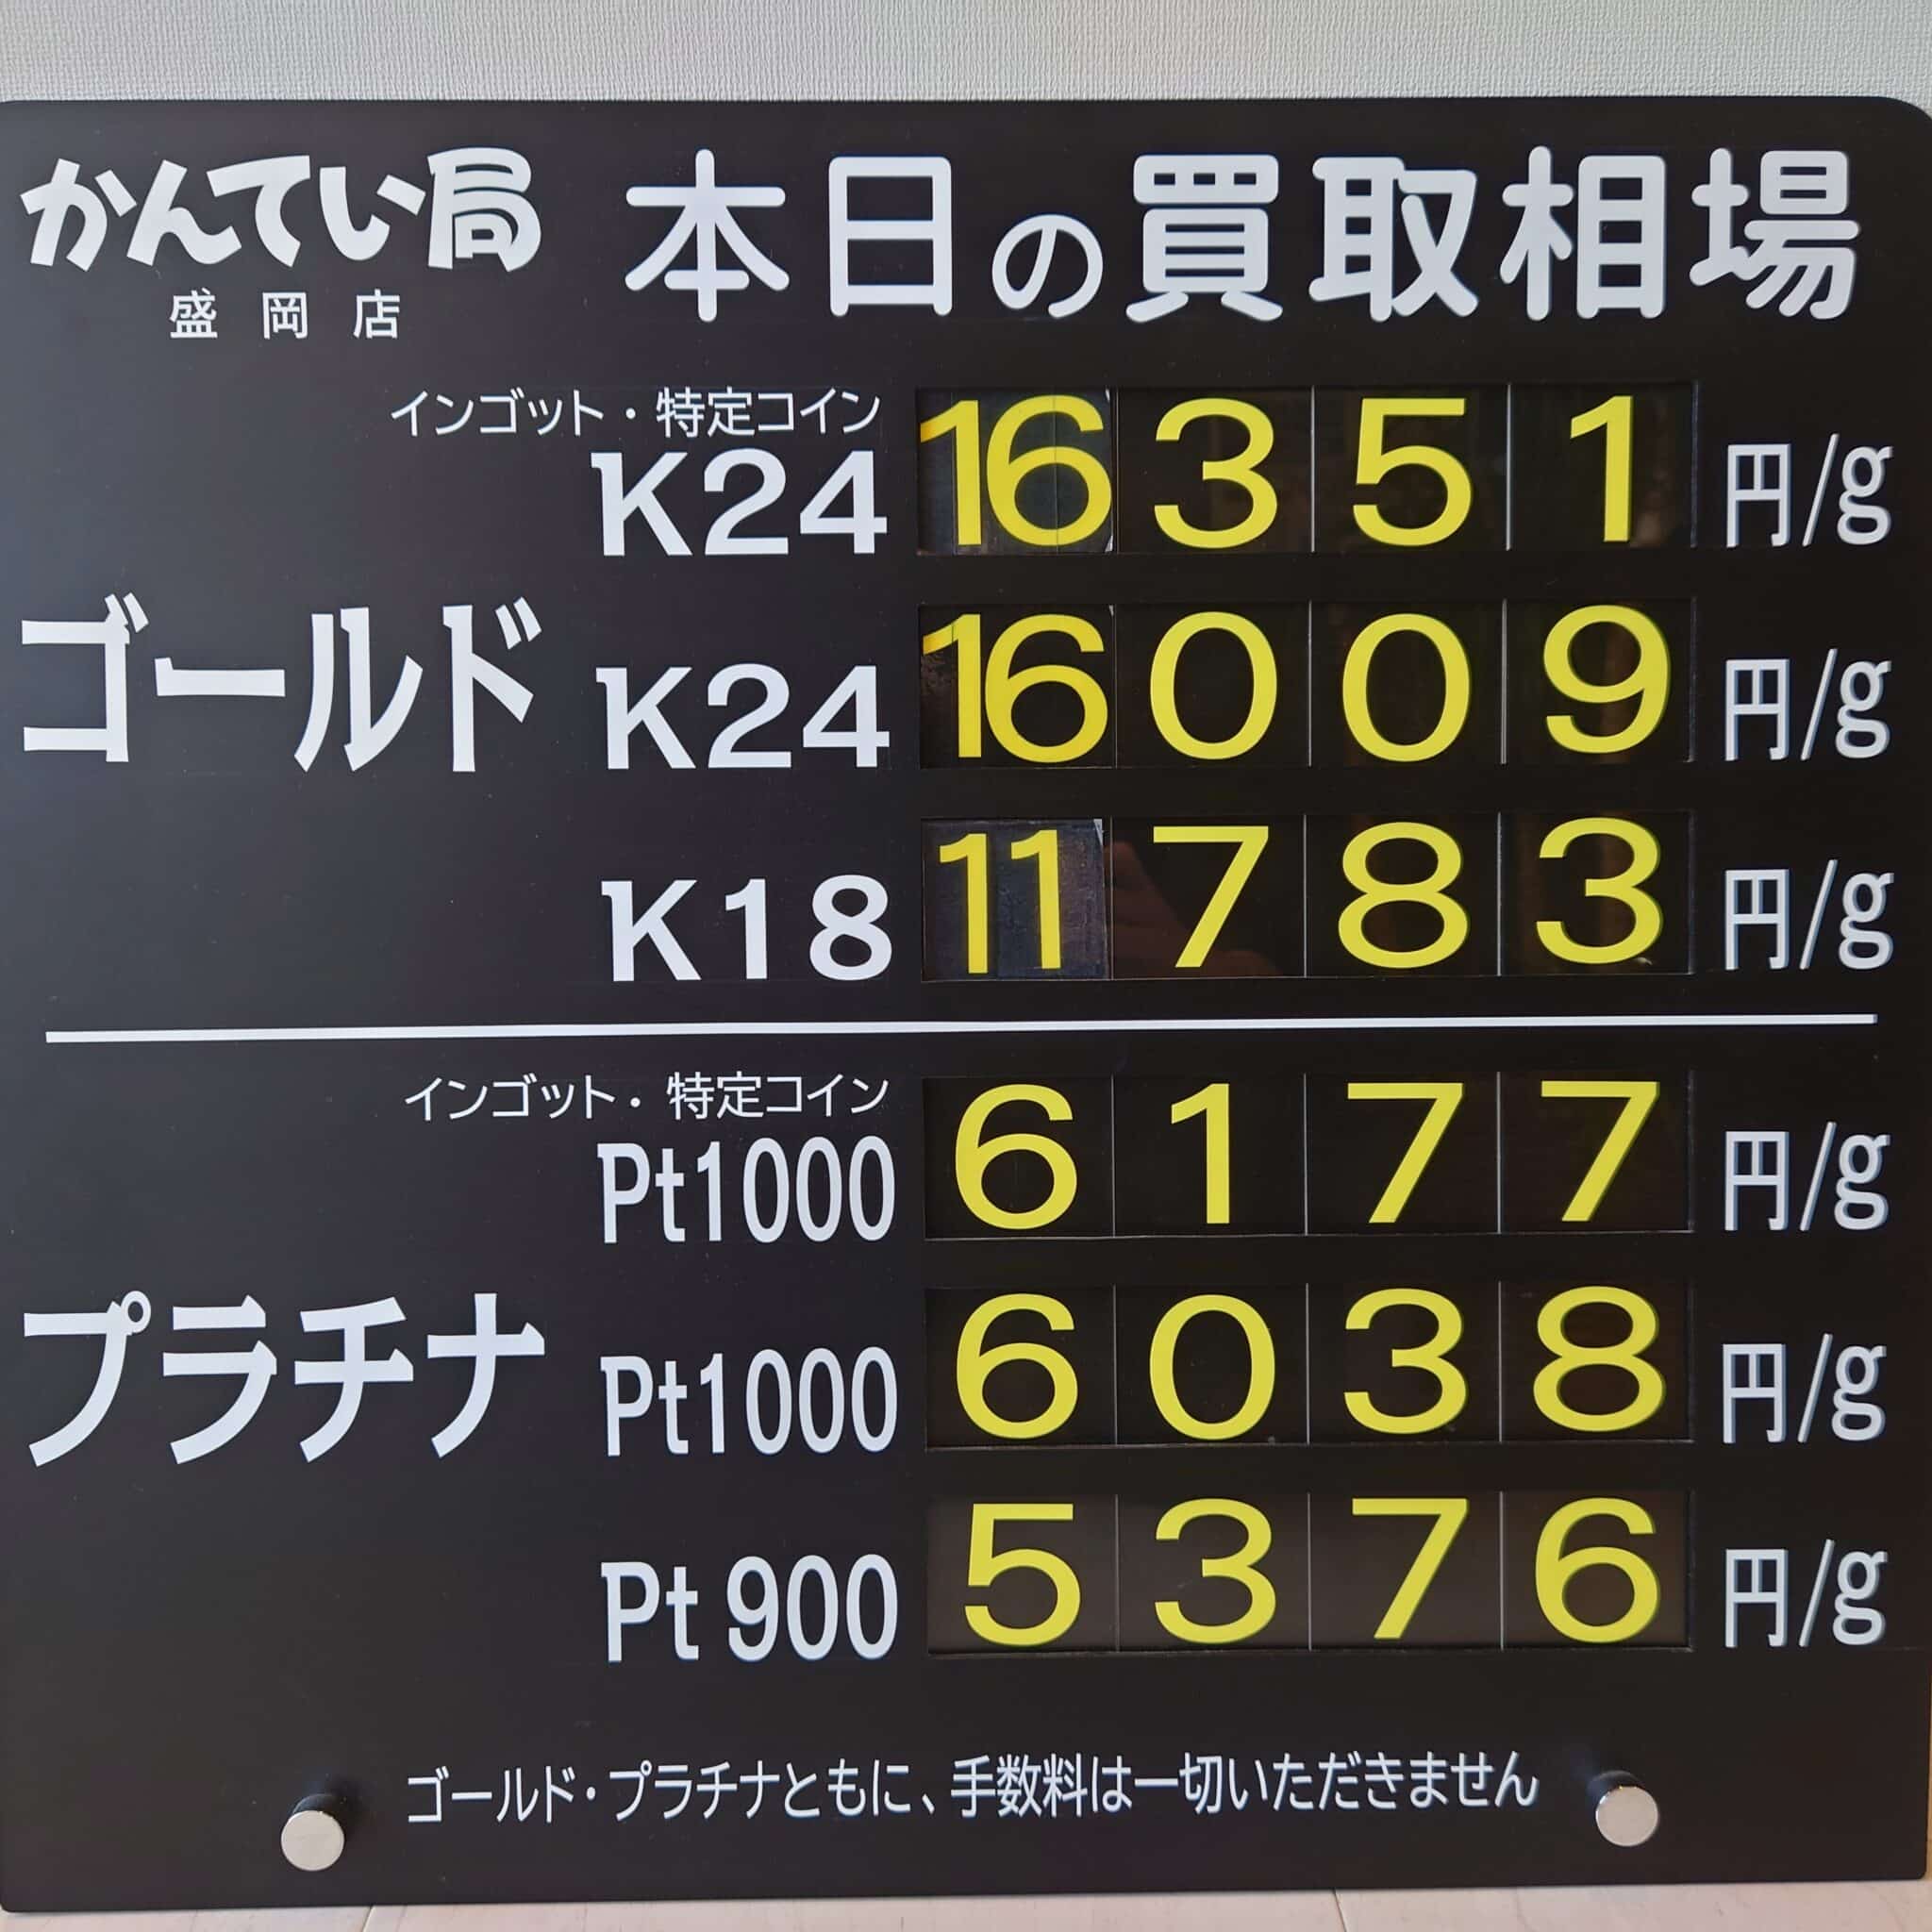 かんてい局 本日の買取相場
盛岡店
インゴット・特定コイン
K24 16351 円/g
ゴールド K24 16009 円/g
K18 11783 円/g
インゴット・特定コイン
Pt1000 6177 円/g
プラチナ Pt1000 6038 円/g
Pt 900 5376 円/g
ゴールド・プラチナともに、手数料は一切いただきません